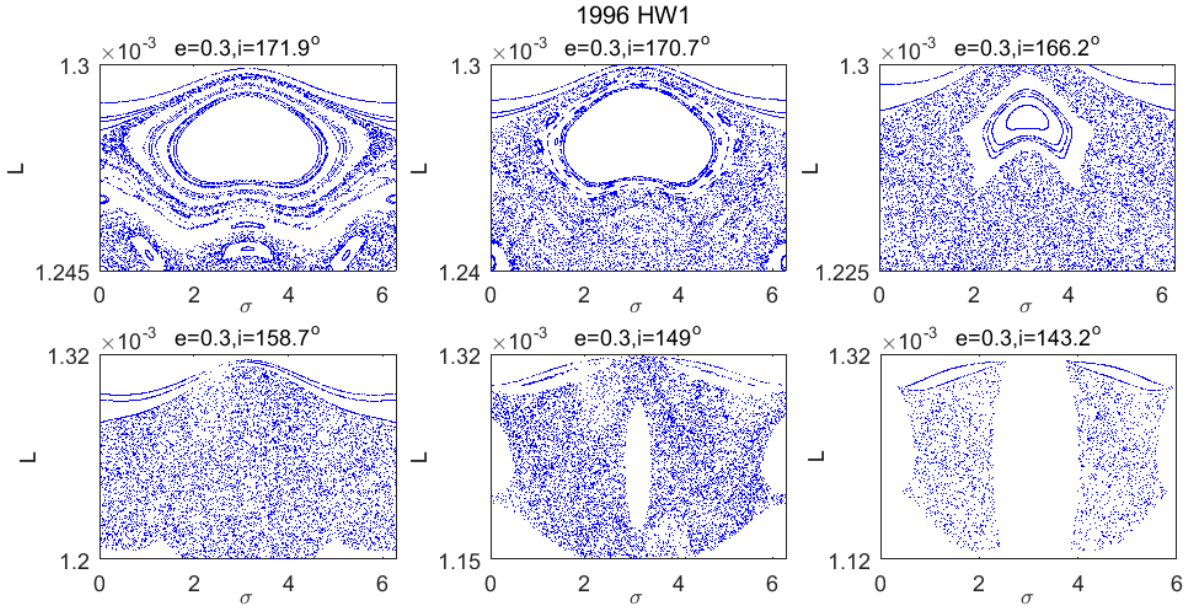 1996 HW1
×10⁻³ e=0.3,i=171.9°
1.3
L
1.245
0 2 4 6
σ
×10⁻³ e=0.3,i=170.7°
1.3
L
1.24
0 2 4 6
σ
×10⁻³ e=0.3,i=166.2°
1.3
L
1.225
0 2 4 6
σ
×10⁻³ e=0.3,i=158.7°
1.32
L
1.2
0 2 4 6
σ
×10⁻³ e=0.3,i=149°
1.32
L
1.15
0 2 4 6
σ
×10⁻³ e=0.3,i=143.2°
1.32
L
1.12
0 2 4 6
σ